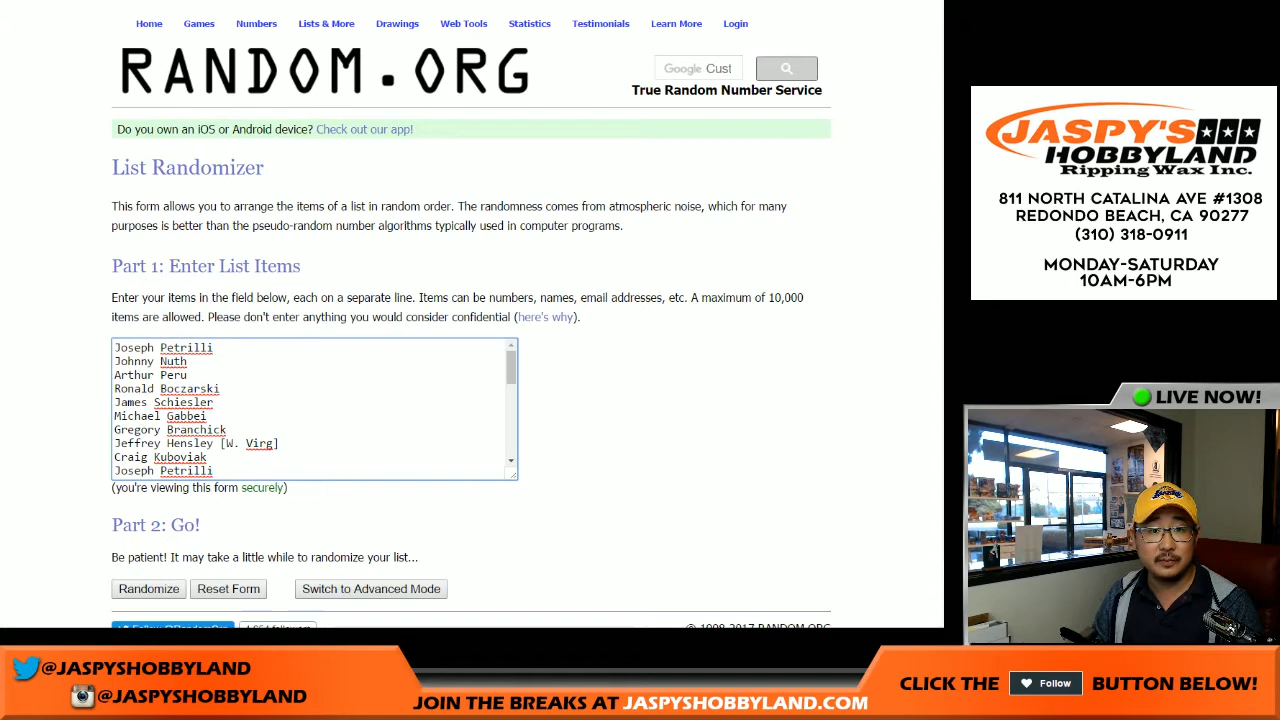 Home Games Numbers Lists & More Drawings Web Tools Statistics Testimonials Learn More Login
RANDOM.ORG
Google Cust
True Random Number Service
Do you own an iOS or Android device? Check out our app!
List Randomizer
This form allows you to arrange the items of a list in random order. The randomness comes from atmospheric noise, which for many
purposes is better than the pseudo-random number algorithms typically used in computer programs.
Part 1: Enter List Items
Enter your items in the field below, each on a separate line. Items can be numbers, names, email addresses, etc. A maximum of 10,000
items are allowed. Please don't enter anything you would consider confidential (here's why).
Joseph Petrilli
Johnny Nuth
Arthur Peru
Ronald Boczarski
James Schiesler
Michael Gabbei
Gregory Branchick
Jeffrey Hensley [W. Virg]
Craig Kuboviak
Joseph Petrilli
(you're viewing this form securely)
Part 2: Go!
Be patient! It may take a little while to randomize your list...
Randomize Reset Form Switch to Advanced Mode
Follow @RandomOrg
© 1998-2017 RANDOM.ORG
JASPY'S
HOBBYLAND
Ripping Wax Inc.
811 NORTH CATALINA AVE #1308
REDONDO BEACH, CA 90277
(310) 318-0911
MONDAY-SATURDAY
10AM-6PM
LIVE NOW!
@JASPYSHOBBYLAND
@JASPYSHOBBYLAND
JOIN THE BREAKS AT JASPYSHOBBYLAND.COM
CLICK THE Follow BUTTON BELOW!